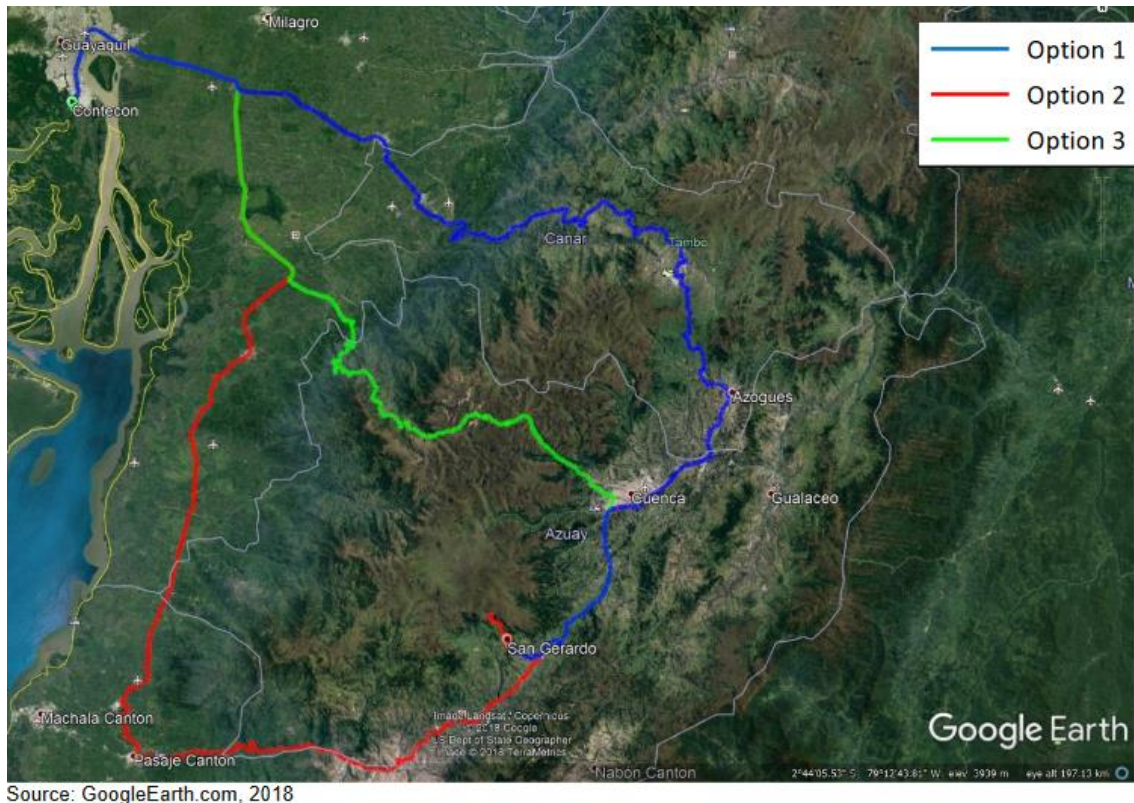 Milagro
Guayaquil
Contecon
Option 1
Option 2
Option 3
Canar
Tambo
Azogues
Cuenca
Gualaceo
Azuay
San Gerardo
Machala Canton
Pasaje Canton
Nabón Canton
Image Landsat / Copernicus
© 2018 Google
US Dept of State Geographer
Image © 2018 TerraMetrics
Google Earth
2°44'05.53" S 79°12'43.81" W elev 3939 m eye alt 197.13 km
Source: GoogleEarth.com, 2018